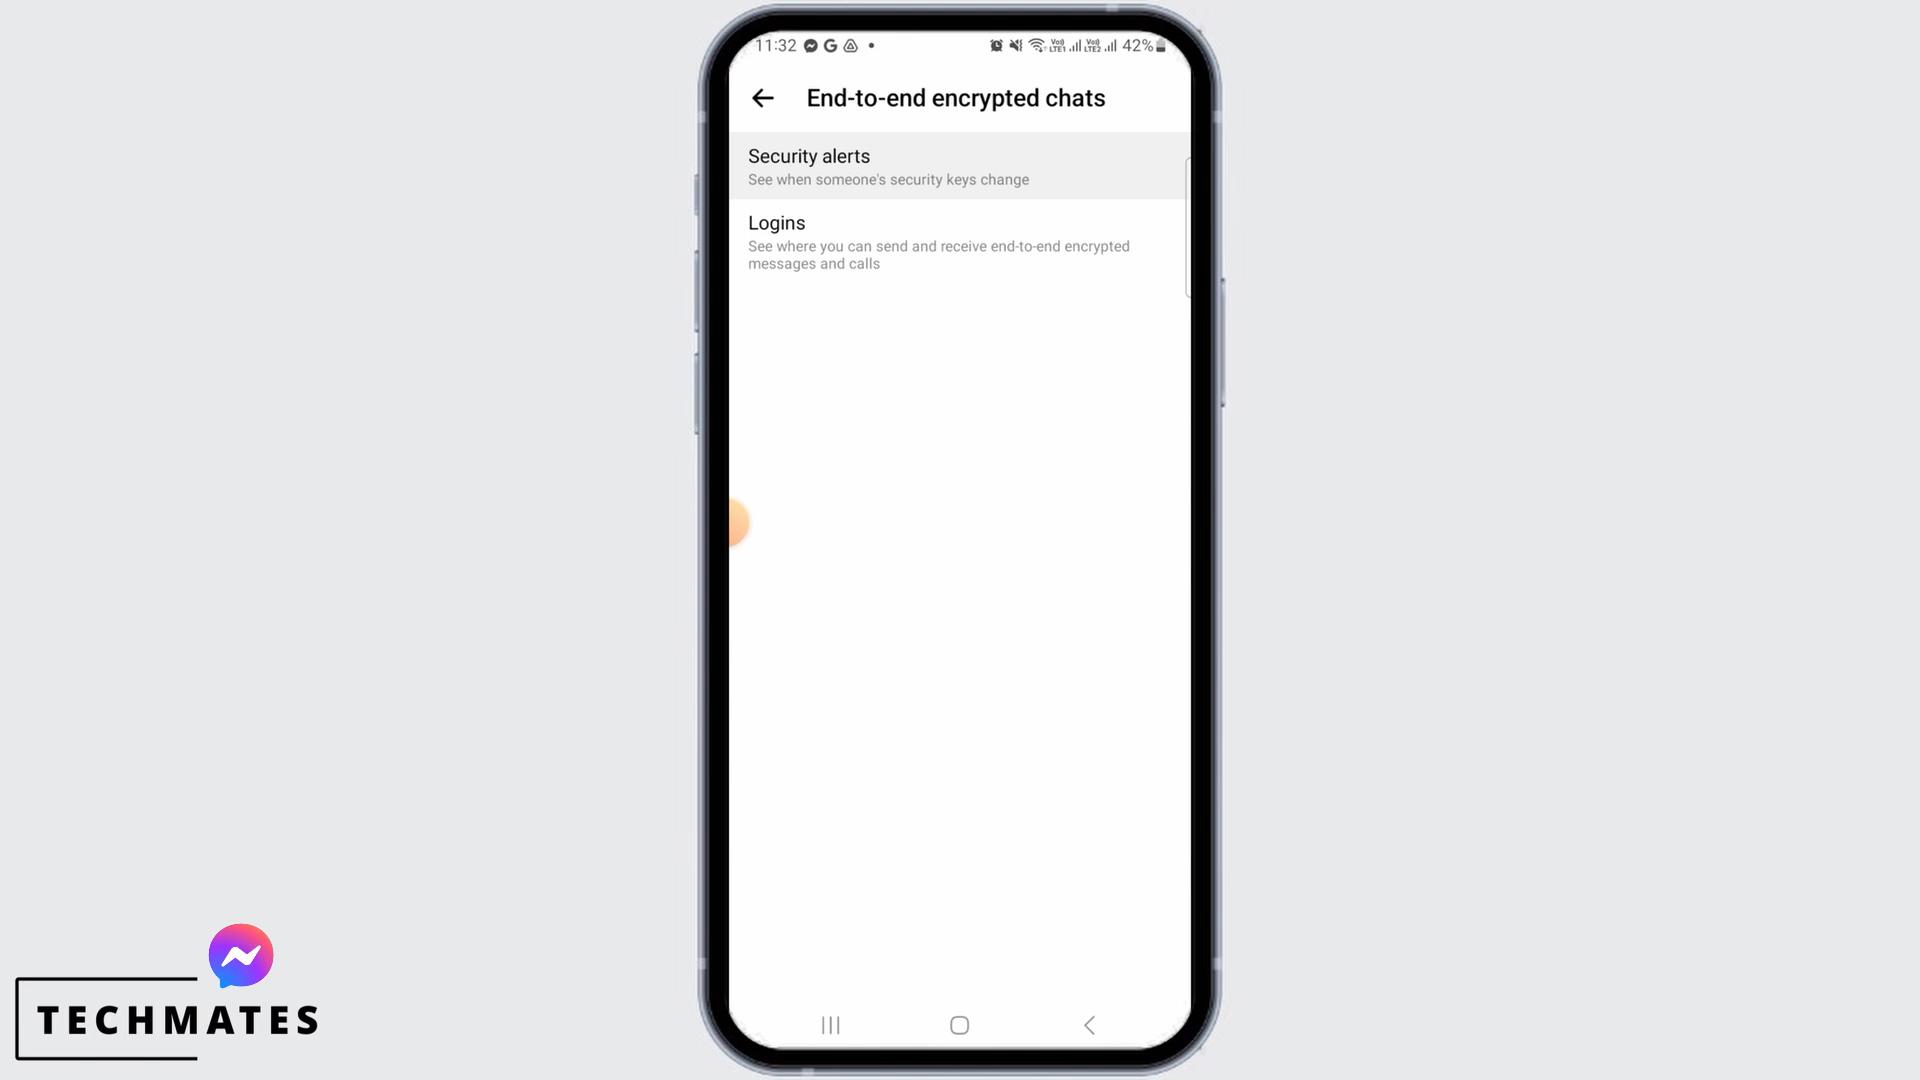 11:32
42%
End-to-end encrypted chats
Security alerts
See when someone's security keys change
Logins
See where you can send and receive end-to-end encrypted
messages and calls
TECHMATES